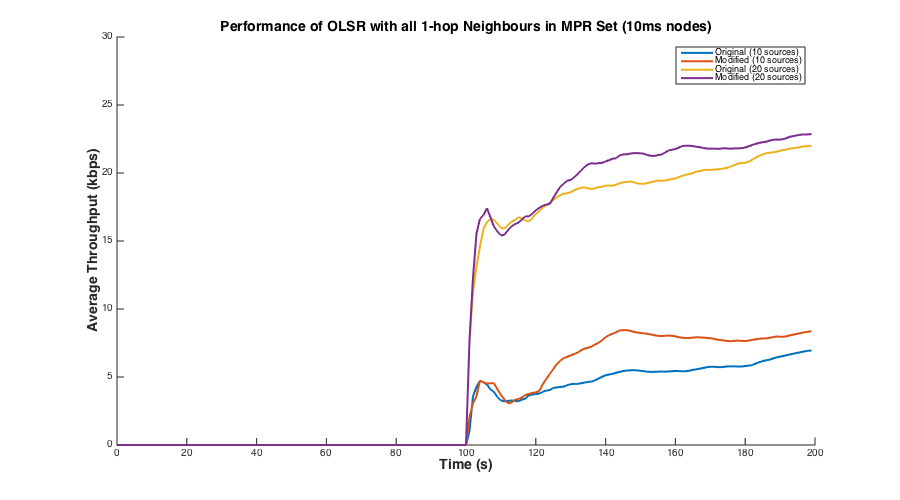 Performance of OLSR with all 1-hop Neighbours in MPR Set (10ms nodes)
Original (10 sources)
Modified (10 sources)
Original (20 sources)
Modified (20 sources)
Average Throughput (kbps)
30
25
20
15
10
5
0
0 20 40 60 80 100 120 140 160 180 200
Time (s)